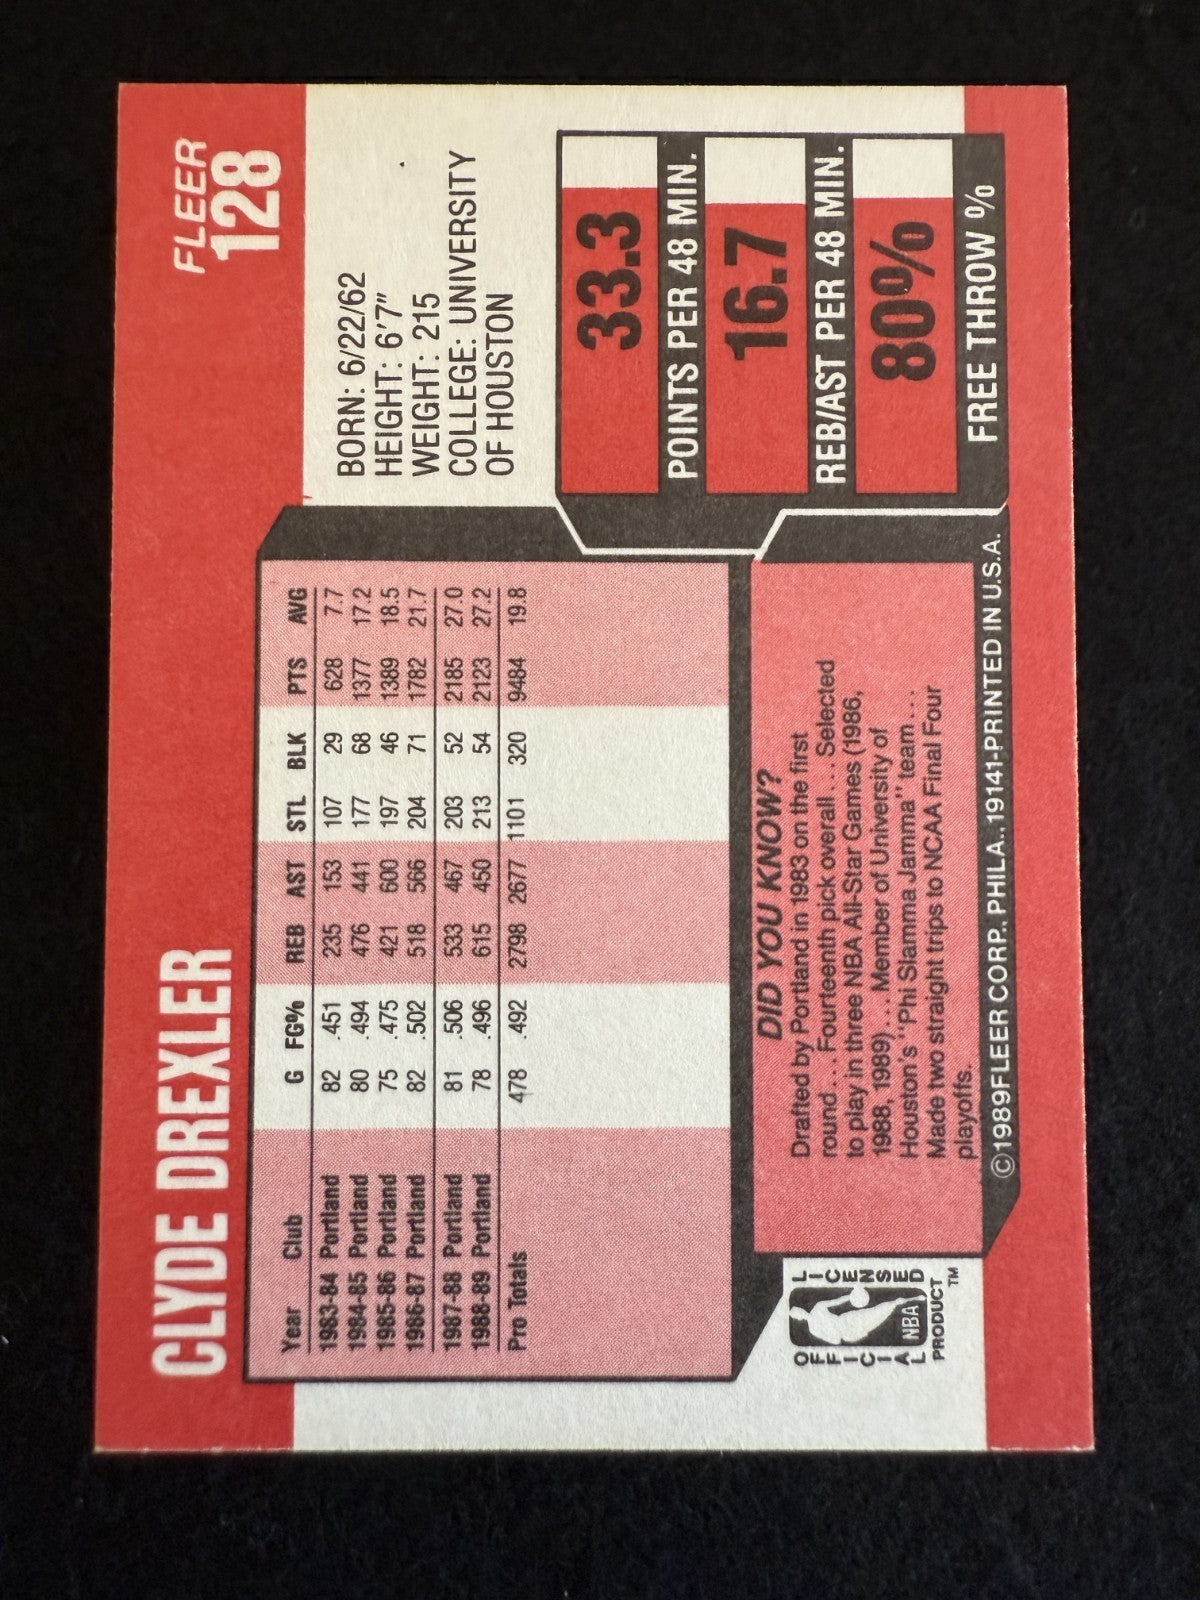 CLYDE DREXLER
FLEER
128
BORN: 6/22/62
HEIGHT: 6'7"
WEIGHT: 215
COLLEGE: UNIVERSITY
OF HOUSTON
Year Club G FG% REB AST STL BLK PTS AVG
1983-84 Portland 82 .451 235 153 107 29 628 7.7
1984-85 Portland 80 .494 476 441 177 68 1377 17.2
1985-86 Portland 75 .475 421 600 197 46 1389 18.5
1986-87 Portland 82 .502 518 566 204 71 1782 21.7
1987-88 Portland 81 .506 533 467 203 52 2185 27.0
1988-89 Portland 78 .496 615 450 213 54 2123 27.2
Pro Totals 478 .492 2798 2677 1101 320 9484 19.8
33.3
POINTS PER 48 MIN.
16.7
REB/AST PER 48 MIN.
80%
FREE THROW %
DID YOU KNOW?
Drafted by Portland in 1983 on the first
round...Fourteenth pick overall...Selected
to play in three NBA All-Star Games (1986,
1988, 1989)...Member of University of
Houston's "Phi Slamma Jamma" team...
Made two straight trips to NCAA Final Four
playoffs.
OFFICIAL LICENSED
NBA
PRODUCT™
©1989FLEER CORP., PHILA., 19141-PRINTED IN U.S.A.